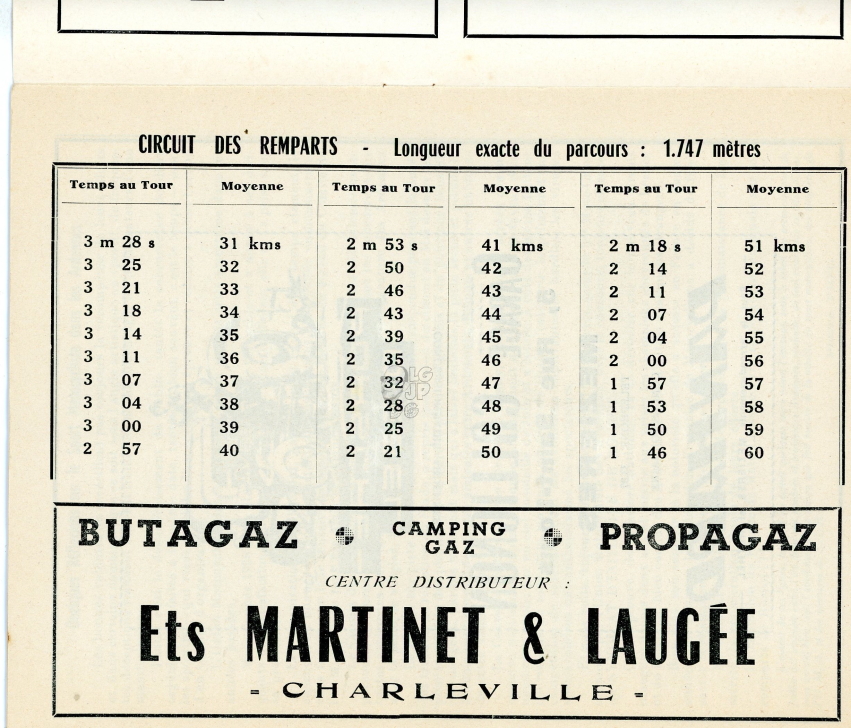 CIRCUIT DES REMPARTS - Longueur exacte du parcours : 1.747 mètres
Temps au Tour Moyenne Temps au Tour Moyenne Temps au Tour Moyenne
3 m 28 s 31 kms 2 m 53 s 41 kms 2 m 18 s 51 kms
3 25 32 2 50 42 2 14 52
3 21 33 2 46 43 2 11 53
3 18 34 2 43 44 2 07 54
3 14 35 2 39 45 2 04 55
3 11 36 2 35 46 2 00 56
3 07 37 2 32 47 1 57 57
3 04 38 2 28 48 1 53 58
3 00 39 2 25 49 1 50 59
2 57 40 2 21 50 1 46 60
BUTAGAZ CAMPING GAZ PROPAGAZ
CENTRE DISTRIBUTEUR :
Ets MARTINET & LAUGÉE
= CHARLEVILLE =